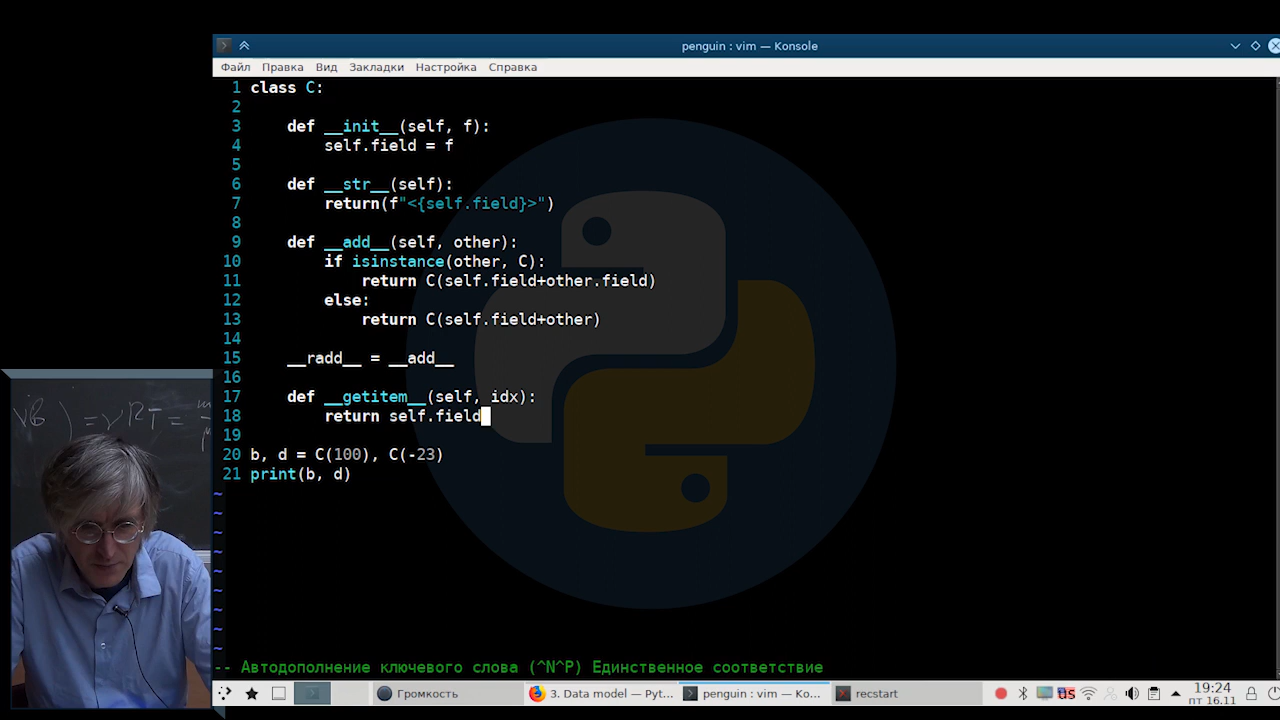 penguin : vim — Konsole
Файл Правка Вид Закладки Настройка Справка
1 class C:
2
3     def __init__(self, f):
4         self.field = f
5
6     def __str__(self):
7         return(f"<{self.field}>")
8
9     def __add__(self, other):
10         if isinstance(other, C):
11             return C(self.field+other.field)
12         else:
13             return C(self.field+other)
14
15     __radd__ = __add__
16
17     def __getitem__(self, idx):
18         return self.field
19
20 b, d = C(100), C(-23)
21 print(b, d)
~
~
~
~
~
~
~
~
~
-- Автодополнение ключевого слова (^N^P) Единственное соответствие
νRT =
Громкость 3. Data model — Pyt... penguin : vim — Ko... recstart us 19:24
пт 16.11